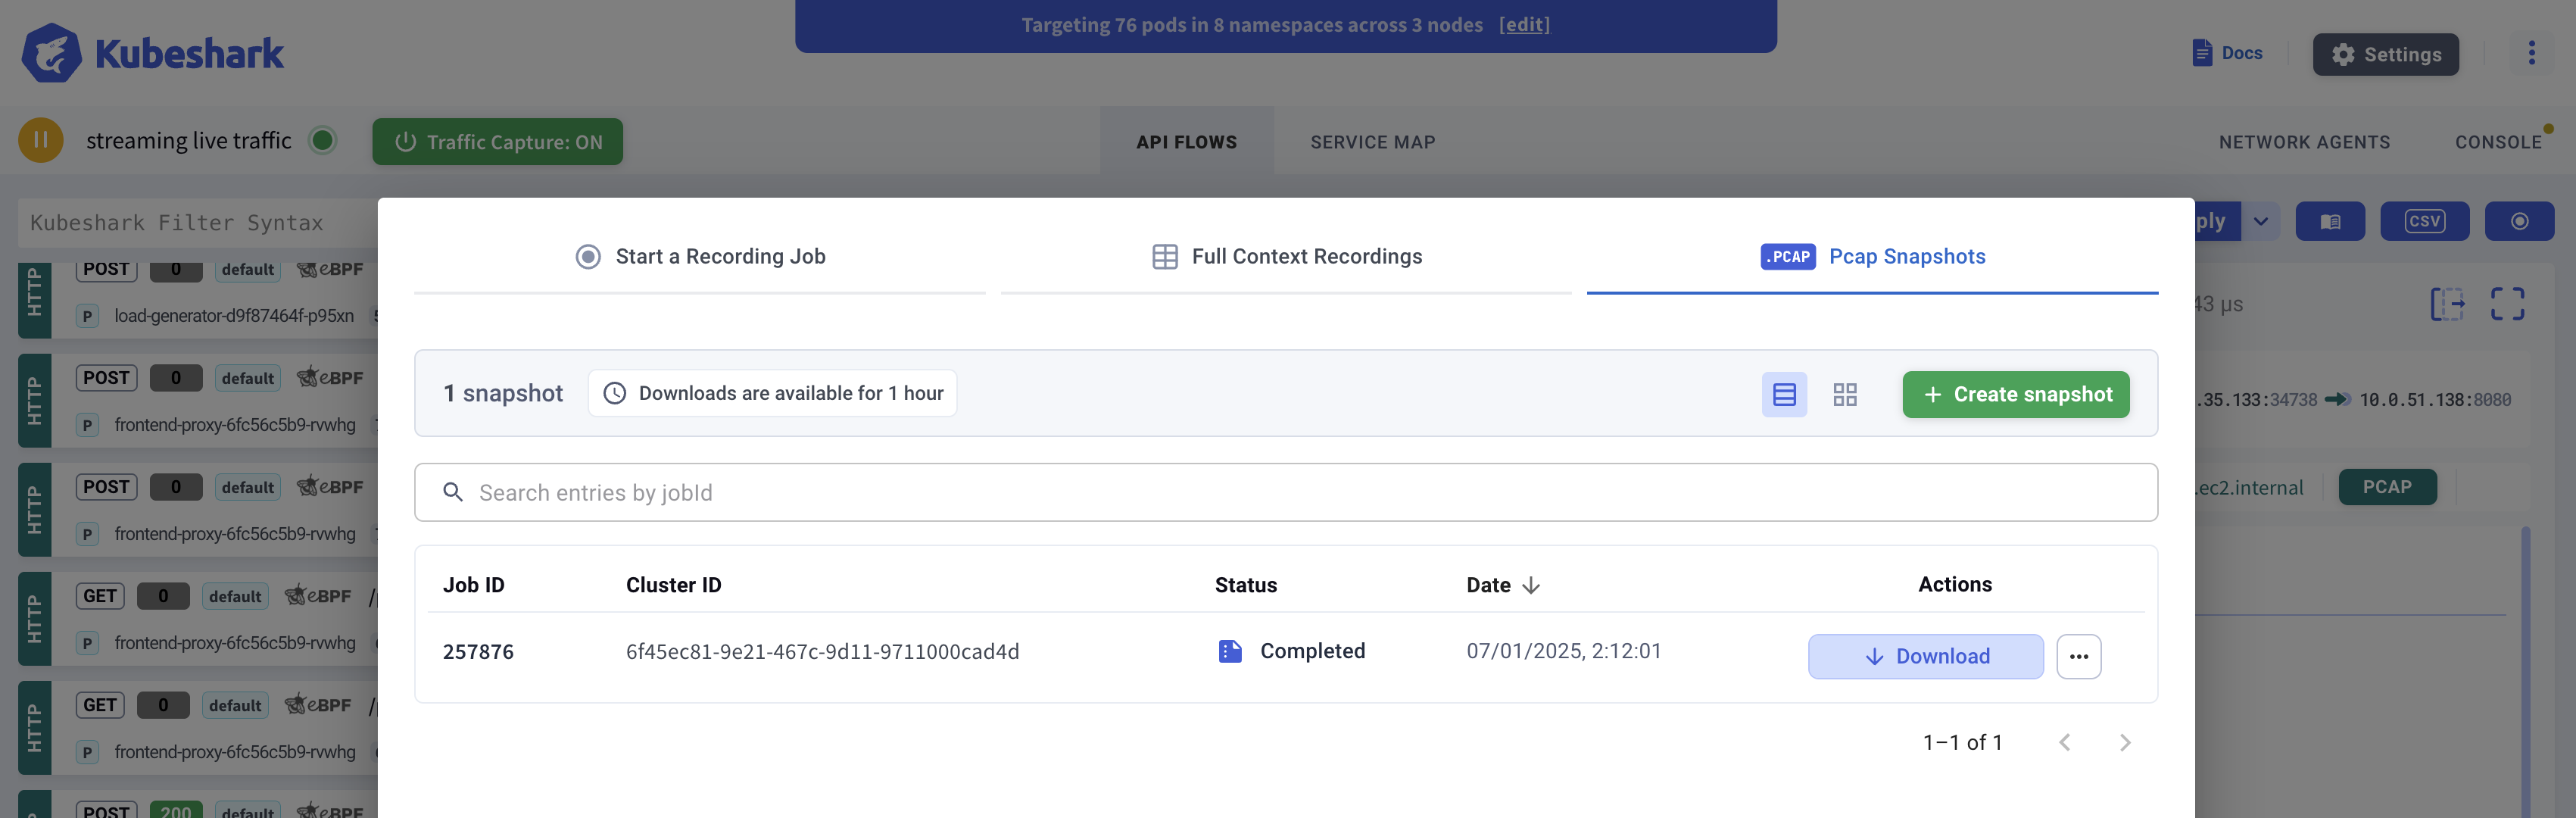 Targeting 76 pods in 8 namespaces across 3 nodes [edit]
Kubeshark
Docs
Settings
streaming live traffic
Traffic Capture: ON
API FLOWS
SERVICE MAP
NETWORK AGENTS
CONSOLE
Kubeshark Filter Syntax
ply
CSV
Start a Recording Job
Full Context Recordings
.PCAP Pcap Snapshots
HTTP
POST 0 default eBPF
P load-generator-d9f87464f-p95xn
43 µs
HTTP
POST 0 default eBPF
P frontend-proxy-6fc56c5b9-rvwhg
1 snapshot
Downloads are available for 1 hour
+ Create snapshot
.35.133:34738 10.0.51.138:8080
HTTP
POST 0 default eBPF
P frontend-proxy-6fc56c5b9-rvwhg
Search entries by jobId
.ec2.internal
PCAP
HTTP
GET 0 default eBPF
P frontend-proxy-6fc56c5b9-rvwhg
Job ID Cluster ID Status Date Actions
257876 6f45ec81-9e21-467c-9d11-9711000cad4d Completed 07/01/2025, 2:12:01 Download
HTTP
GET 0 default eBPF
P frontend-proxy-6fc56c5b9-rvwhg
1–1 of 1
POST 200 default eBPF